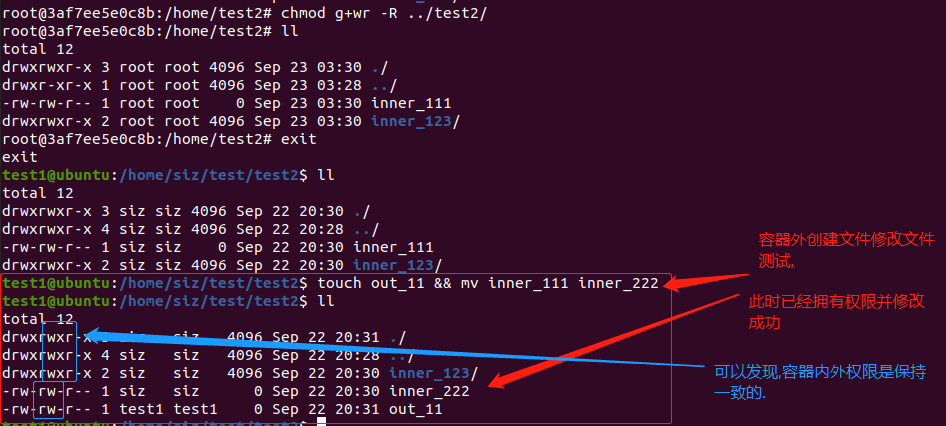 root@3af7ee5e0c8b:/home/test2# chmod g+wr -R ../test2/
root@3af7ee5e0c8b:/home/test2# ll
total 12
drwxrwxr-x 3 root root 4096 Sep 23 03:30 ./
drwxr-xr-x 1 root root 4096 Sep 23 03:28 ../
-rw-rw-r-- 1 root root    0 Sep 23 03:30 inner_111
drwxrwxr-x 2 root root 4096 Sep 23 03:30 inner_123/
root@3af7ee5e0c8b:/home/test2# exit
exit
test1@ubuntu:/home/siz/test/test2$ ll
total 12
drwxrwxr-x 3 siz siz 4096 Sep 22 20:30 ./
drwxrwxr-x 4 siz siz 4096 Sep 22 20:28 ../
-rw-rw-r-- 1 siz siz    0 Sep 22 20:30 inner_111
drwxrwxr-x 2 siz siz 4096 Sep 22 20:30 inner_123/
test1@ubuntu:/home/siz/test/test2$ touch out_11 && mv inner_111 inner_222
test1@ubuntu:/home/siz/test/test2$ ll
total 12
drwxrwxr-x siz   siz   4096 Sep 22 20:31 ./
drwxrwxr-x 4 siz   siz   4096 Sep 22 20:28 ../
drwxrwxr-x 2 siz   siz   4096 Sep 22 20:30 inner_123/
-rw-rw-r-- 1 siz   siz      0 Sep 22 20:30 inner_222
-rw-rw-r-- 1 test1 test1    0 Sep 22 20:31 out_11
test1@ubuntu:/home/siz/test/test2$
容器外创建文件修改文件
测试,
此时已经拥有权限并修改
成功
可以发现,容器内外权限是保持
一致的.